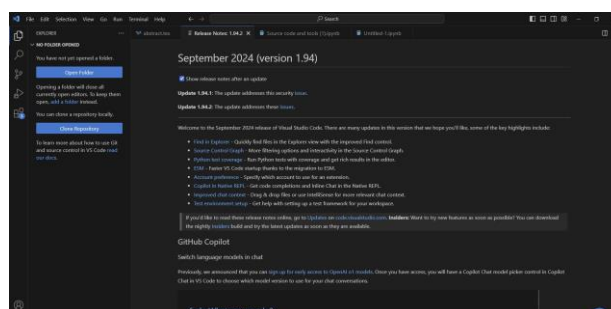 File Edit Selection View Go Run Terminal Help
Search
EXPLORER
abstract.tex
Release Notes: 1.94.2
Source code and tools (1).ipynb
Untitled-1.ipynb
NO FOLDER OPENED
You have not yet opened a folder.
Open Folder
Opening a folder will close all
currently open editors. To keep them
open, add a folder instead.
You can clone a repository locally.
Clone Repository
To learn more about how to use Git
and source control in VS Code read
our docs.
September 2024 (version 1.94)
Show release notes after an update
Update 1.94.1: The update addresses this security issue.
Update 1.94.2: The update addresses these issues.
Welcome to the September 2024 release of Visual Studio Code. There are many updates in this version that we hope you'll like, some of the key highlights include:
Find in Explorer - Quickly find files in the Explorer view with the improved Find control.
Source Control Graph - More filtering options and interactivity in the Source Control Graph.
Python test coverage - Run Python tests with coverage and get rich results in the editor.
ESM - Faster VS Code startup thanks to the migration to ESM.
Account preference - Specify which account to use for an extension.
Copilot in Native REPL - Get code completions and Inline Chat in the Native REPL.
Improved chat context - Drag & drop files or use IntelliSense for more relevant chat context.
Test environment setup - Get help with setting up a test framework for your workspace.
If you'd like to read these release notes online, go to Updates on code.visualstudio.com. Insiders: Want to try new features as soon as possible? You can download
the nightly Insiders build and try the latest updates as soon as they are available.
GitHub Copilot
Switch language models in chat
Previously, we announced that you can sign up for early access to OpenAI o1 models. Once you have access, you will have a Copilot Chat model picker control in Copilot
Chat in VS Code to choose which model version to use for your chat conversations.